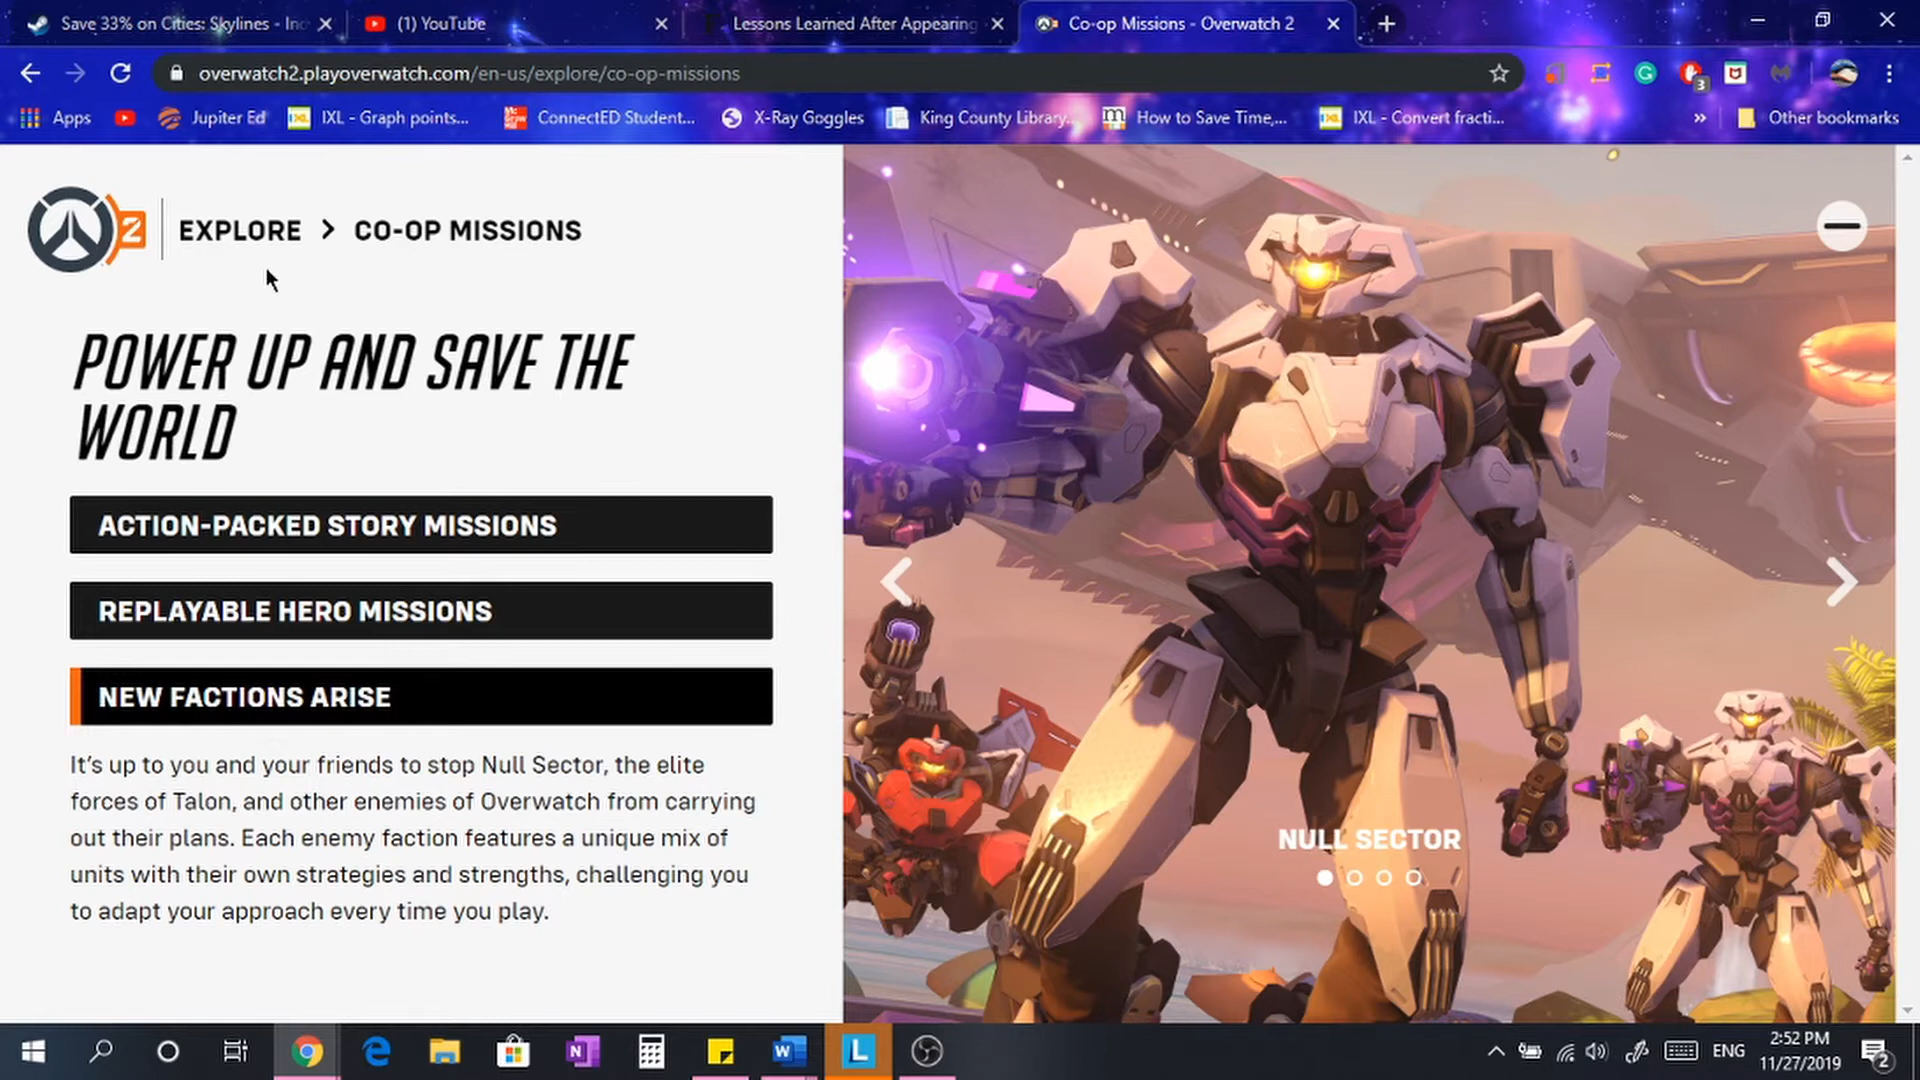 Save 33% on Cities: Skylines - Inc
(1) YouTube
Lessons Learned After Appearing
Co-op Missions - Overwatch 2
overwatch2.playoverwatch.com/en-us/explore/co-op-missions
3
Apps
Jupiter Ed
IXL - Graph points...
ConnectED Student...
X-Ray Goggles
King County Library...
How to Save Time,...
IXL - Convert fracti...
»
Other bookmarks
2
EXPLORE > CO-OP MISSIONS
POWER UP AND SAVE THE
WORLD
ACTION-PACKED STORY MISSIONS
REPLAYABLE HERO MISSIONS
NEW FACTIONS ARISE
It's up to you and your friends to stop Null Sector, the elite
forces of Talon, and other enemies of Overwatch from carrying
out their plans. Each enemy faction features a unique mix of
units with their own strategies and strengths, challenging you
to adapt your approach every time you play.
NULL SECTOR
ENG
2:52 PM
11/27/2019
2